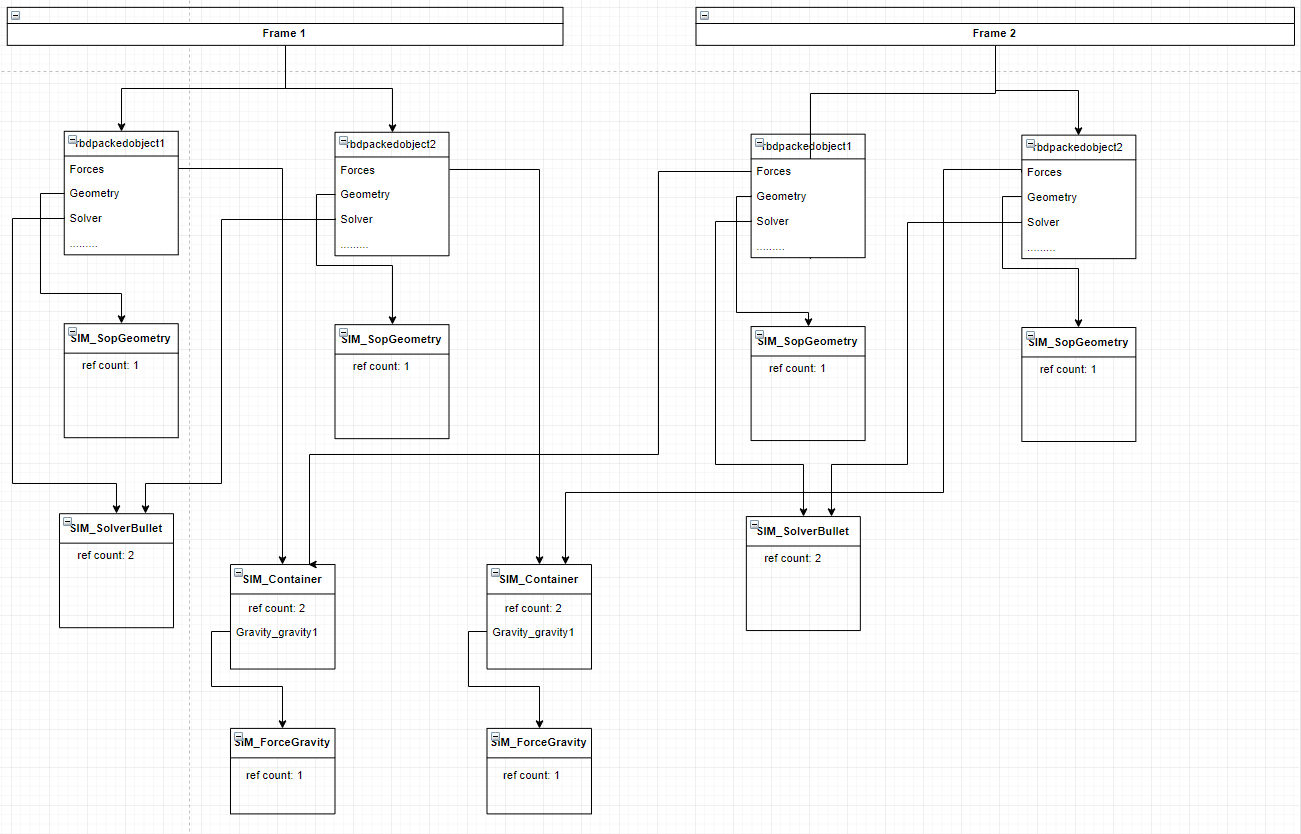 Frame 1
Frame 2
rbdpackedobject1
Forces
Geometry
Solver
.........
rbdpackedobject2
Forces
Geometry
Solver
.........
rbdpackedobject1
Forces
Geometry
Solver
.........
rbdpackedobject2
Forces
Geometry
Solver
.........
SIM_SopGeometry
ref count: 1
SIM_SopGeometry
ref count: 1
SIM_SopGeometry
ref count: 1
SIM_SopGeometry
ref count: 1
SIM_SolverBullet
ref count: 2
SIM_Container
ref count: 2
Gravity_gravity1
SIM_Container
ref count: 2
Gravity_gravity1
SIM_SolverBullet
ref count: 2
SIM_ForceGravity
ref count: 1
SIM_ForceGravity
ref count: 1